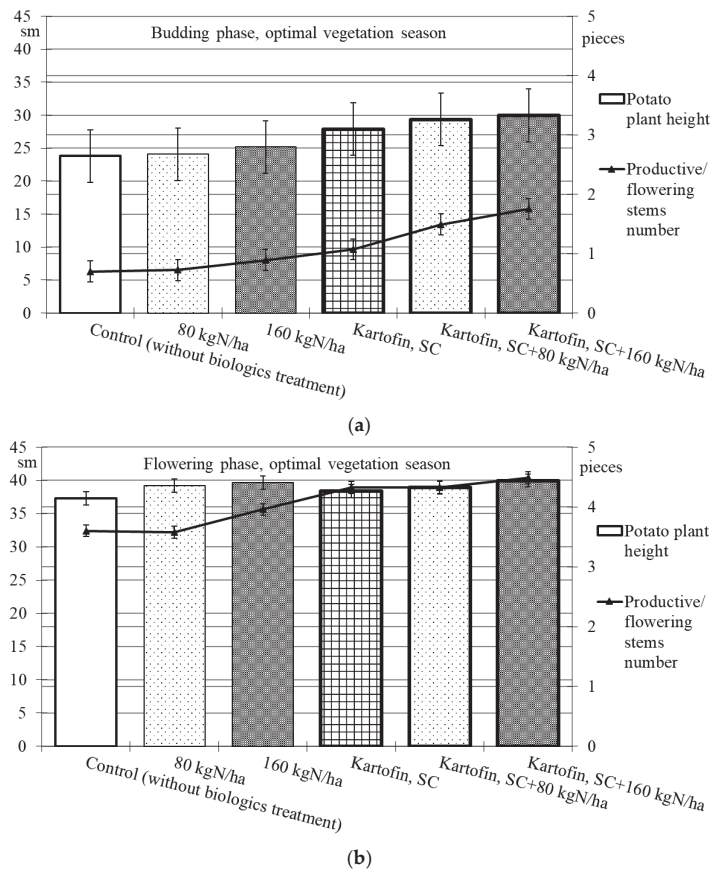 45
sm
40
35
30
25
20
15
10
5
0
Budding phase, optimal vegetation season
5
pieces
4
3
2
1
0
Potato
plant height
Productive/
flowering
stems
number
Control (without biologics treatment)
80 kgN/ha
160 kgN/ha
Kartofin, SC
Kartofin, SC+80 kgN/ha
Kartofin, SC+160 kgN/ha
(a)
45
sm
40
35
30
25
20
15
10
5
0
Flowering phase, optimal vegetation season
5
pieces
4
3
2
1
0
Potato plant
height
Productive/
flowering
stems
number
Control (without biologics treatment)
80 kgN/ha
160 kgN/ha
Kartofin, SC
Kartofin, SC+80 kgN/ha
Kartofin, SC+160 kgN/ha
(b)